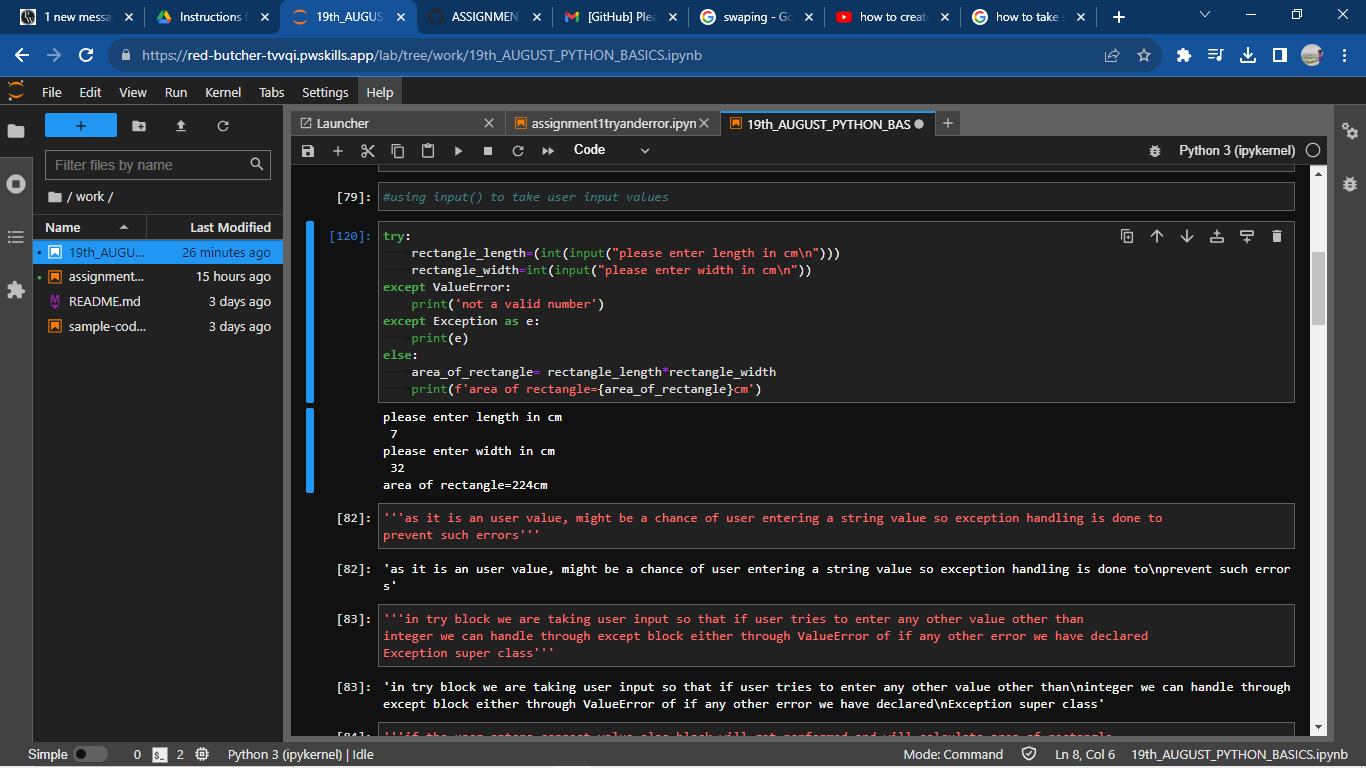 1 new messa
Instructions f
19th_AUGUS
ASSIGNMEN
[GitHub] Plea
swaping - Go
how to creat
how to take
https://red-butcher-tvvqi.pwskills.app/lab/tree/work/19th_AUGUST_PYTHON_BASICS.ipynb
File Edit View Run Kernel Tabs Settings Help
Launcher
assignment1tryanderror.ipyn
19th_AUGUST_PYTHON_BAS
Code
Python 3 (ipykernel)
Filter files by name
/ work /
Name Last Modified
19th_AUGU... 26 minutes ago
assignment... 15 hours ago
README.md 3 days ago
sample-cod... 3 days ago
[79]: #using input() to take user input values
[120]: try:
rectangle_length=(int(input("please enter length in cm\n")))
rectangle_width=int(input("please enter width in cm\n"))
except ValueError:
print('not a valid number')
except Exception as e:
print(e)
else:
area_of_rectangle= rectangle_length*rectangle_width
print(f'area of rectangle={area_of_rectangle}cm')
please enter length in cm
7
please enter width in cm
32
area of rectangle=224cm
[82]: '''as it is an user value, might be a chance of user entering a string value so exception handling is done to
prevent such errors'''
[82]: 'as it is an user value, might be a chance of user entering a string value so exception handling is done to\nprevent such error
s'
[83]: '''in try block we are taking user input so that if user tries to enter any other value other than
integer we can handle through except block either through ValueError of if any other error we have declared
Exception super class'''
[83]: 'in try block we are taking user input so that if user tries to enter any other value other than\ninteger we can handle through
except block either through ValueError of if any other error we have declared\nException super class'
Simple 0 2 Python 3 (ipykernel) | Idle
Mode: Command Ln 8, Col 6 19th_AUGUST_PYTHON_BASICS.ipynb